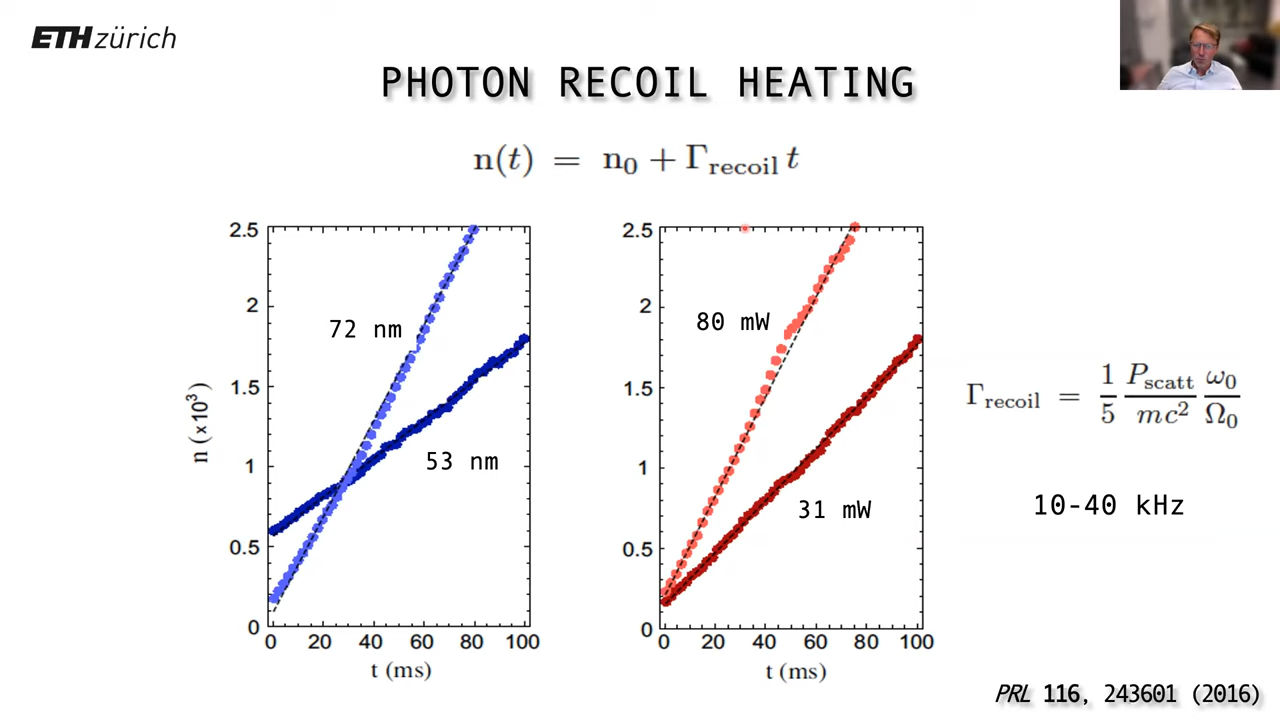 ETH zürich
PHOTON RECOIL HEATING
n(t) = n₀ + Γ_recoil t
2.5
2
1.5
1
0.5
0
n (×10³)
72 nm
53 nm
0 20 40 60 80 100
t (ms)
2.5
2
1.5
1
0.5
0
80 mW
31 mW
0 20 40 60 80 100
t (ms)
Γ_recoil = 1/5 P_scatt/mc² ω₀/Ω₀
10-40 kHz
PRL 116, 243601 (2016)